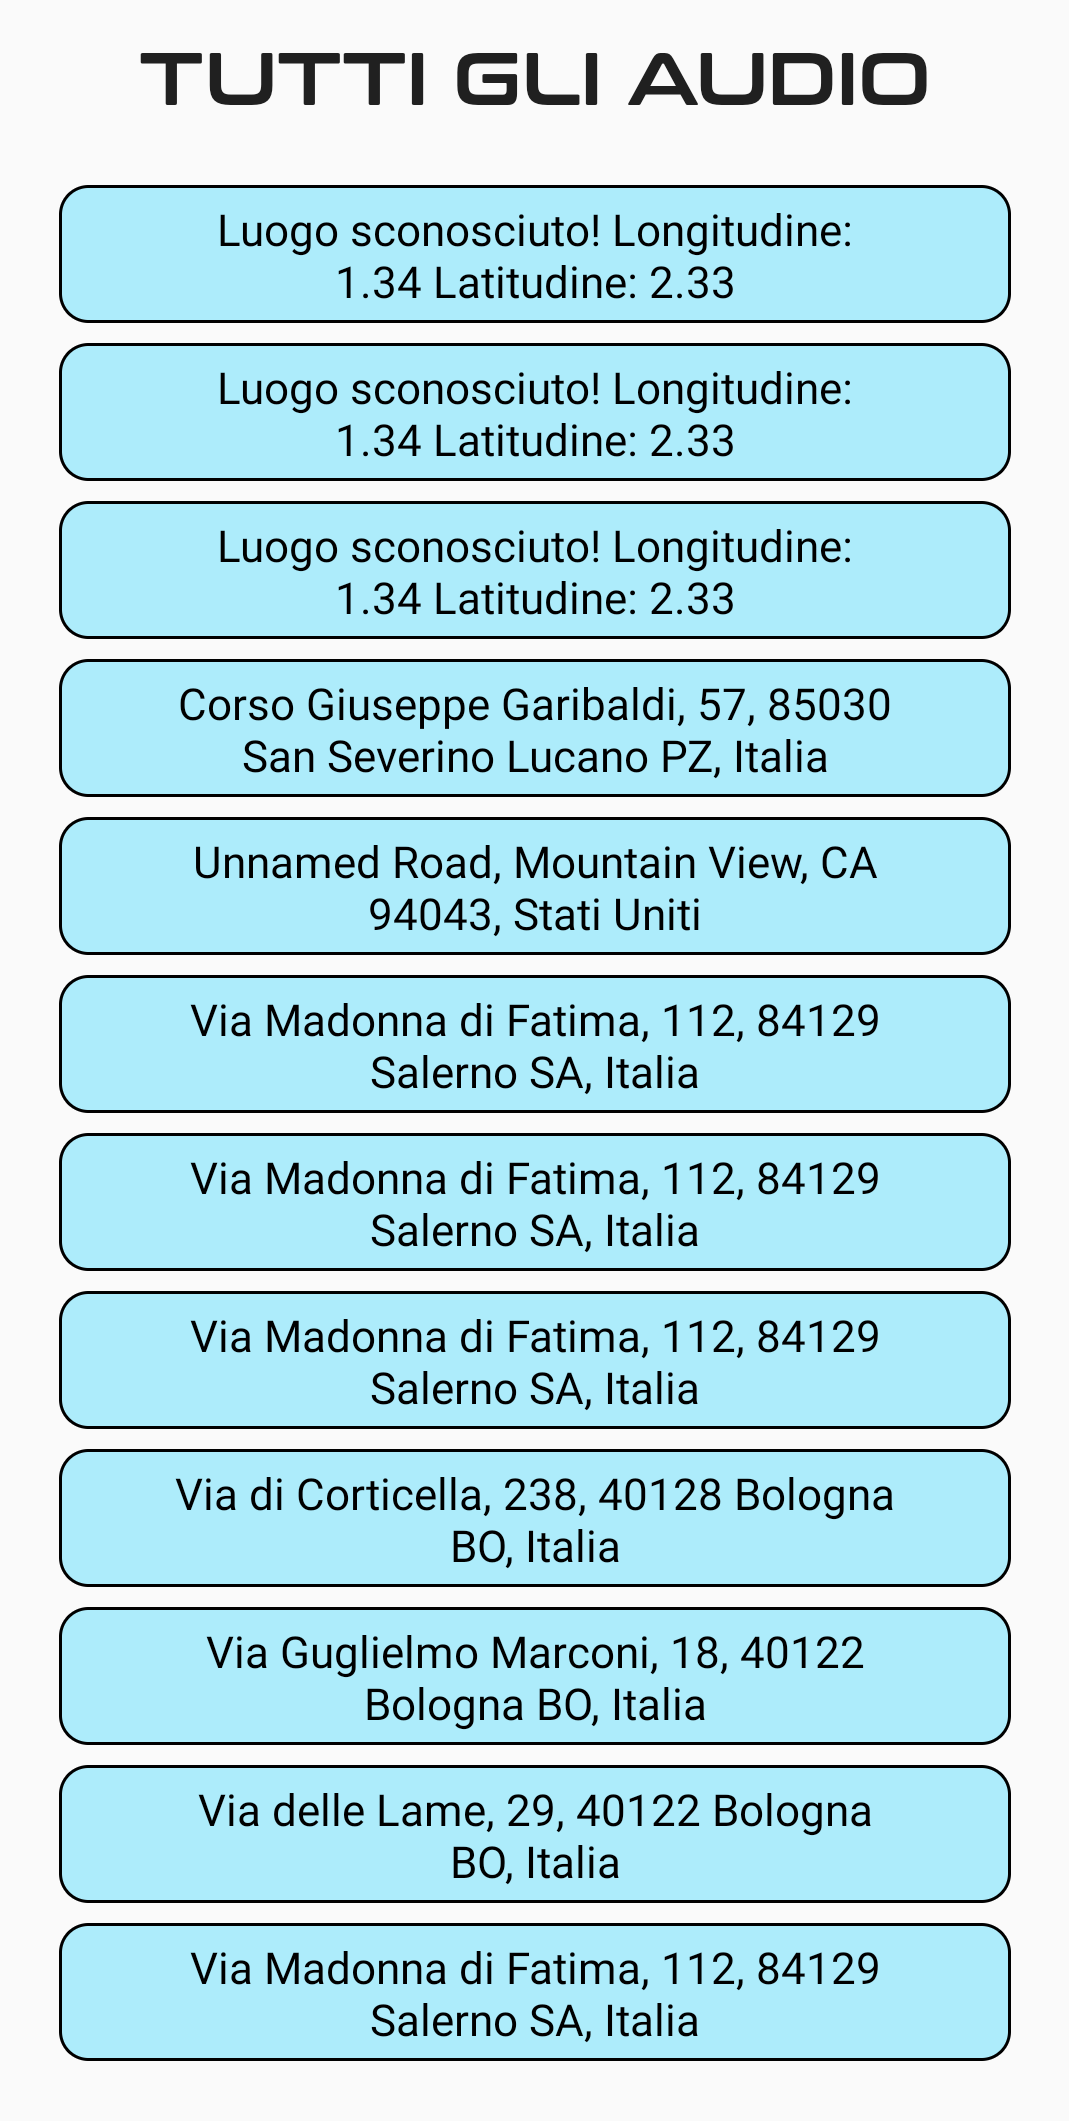 TUTTI GLI AUDIO
Luogo sconosciuto! Longitudine:
1.34 Latitudine: 2.33
Luogo sconosciuto! Longitudine:
1.34 Latitudine: 2.33
Luogo sconosciuto! Longitudine:
1.34 Latitudine: 2.33
Corso Giuseppe Garibaldi, 57, 85030
San Severino Lucano PZ, Italia
Unnamed Road, Mountain View, CA
94043, Stati Uniti
Via Madonna di Fatima, 112, 84129
Salerno SA, Italia
Via Madonna di Fatima, 112, 84129
Salerno SA, Italia
Via Madonna di Fatima, 112, 84129
Salerno SA, Italia
Via di Corticella, 238, 40128 Bologna
BO, Italia
Via Guglielmo Marconi, 18, 40122
Bologna BO, Italia
Via delle Lame, 29, 40122 Bologna
BO, Italia
Via Madonna di Fatima, 112, 84129
Salerno SA, Italia